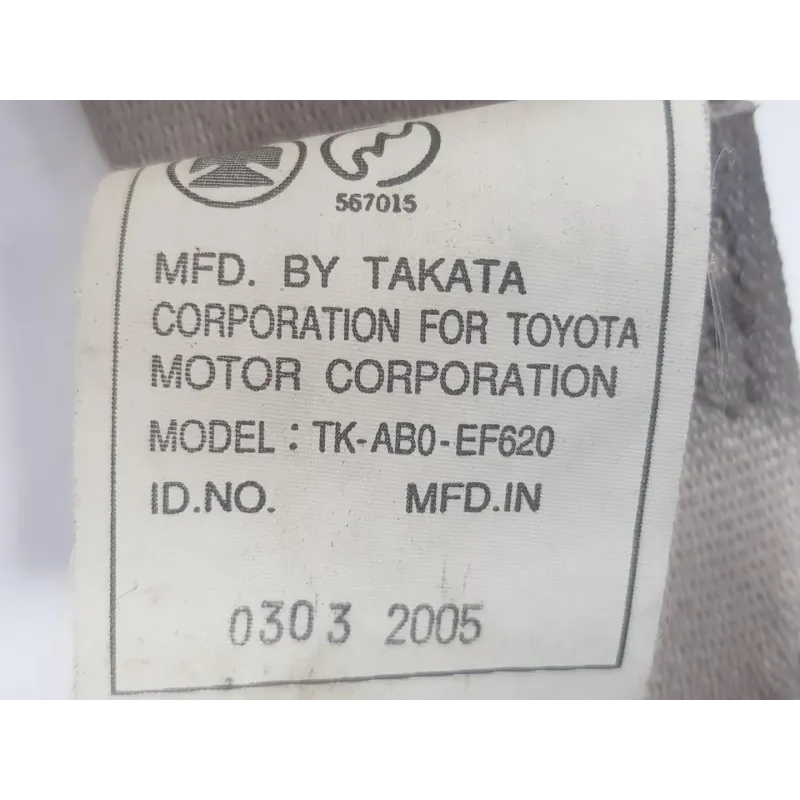 567015
MFD. BY TAKATA
CORPORATION FOR TOYOTA
MOTOR CORPORATION
MODEL : TK-AB0-EF620
ID.NO. MFD.IN
0303 2005